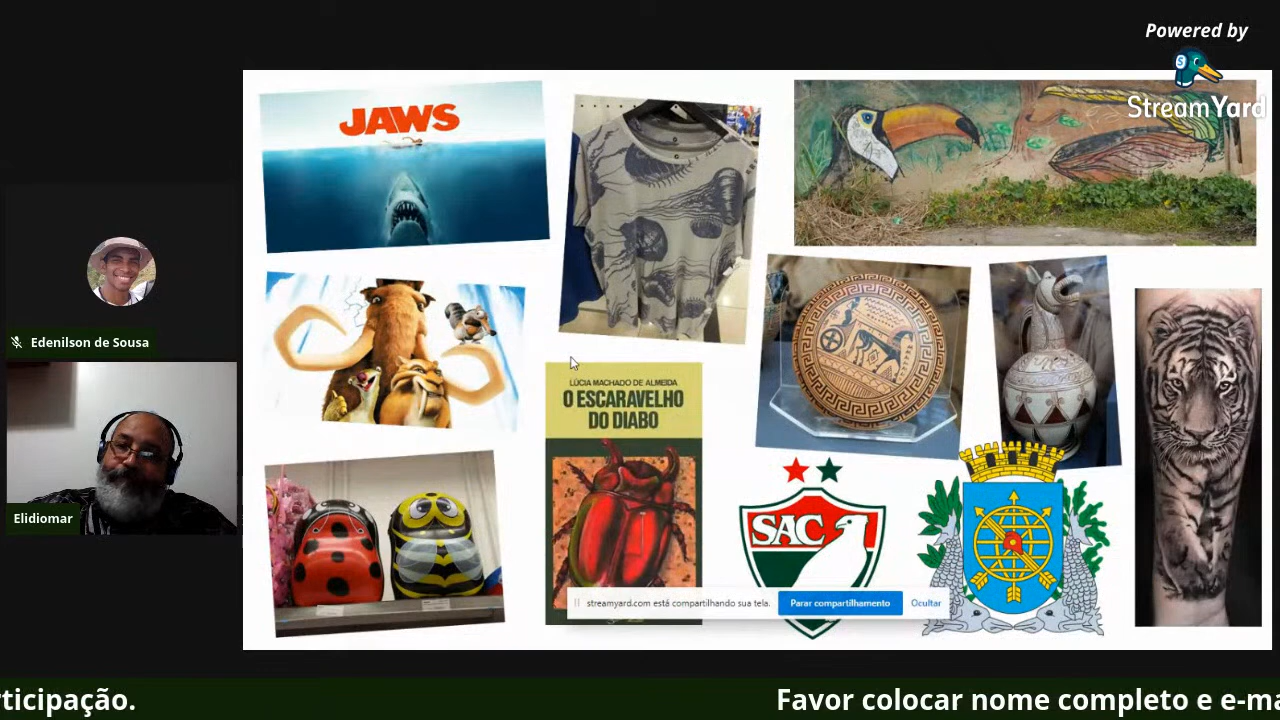 Powered by
StreamYard
JAWS
LÚCIA MACHADO DE ALMEIDA
O ESCARAVELHO
DO DIABO
SAC
Edenilson de Sousa
Elidiomar
streamyard.com está compartilhando sua tela.
Parar compartilhamento
Ocultar
rticipação.
Favor colocar nome completo e e-ma